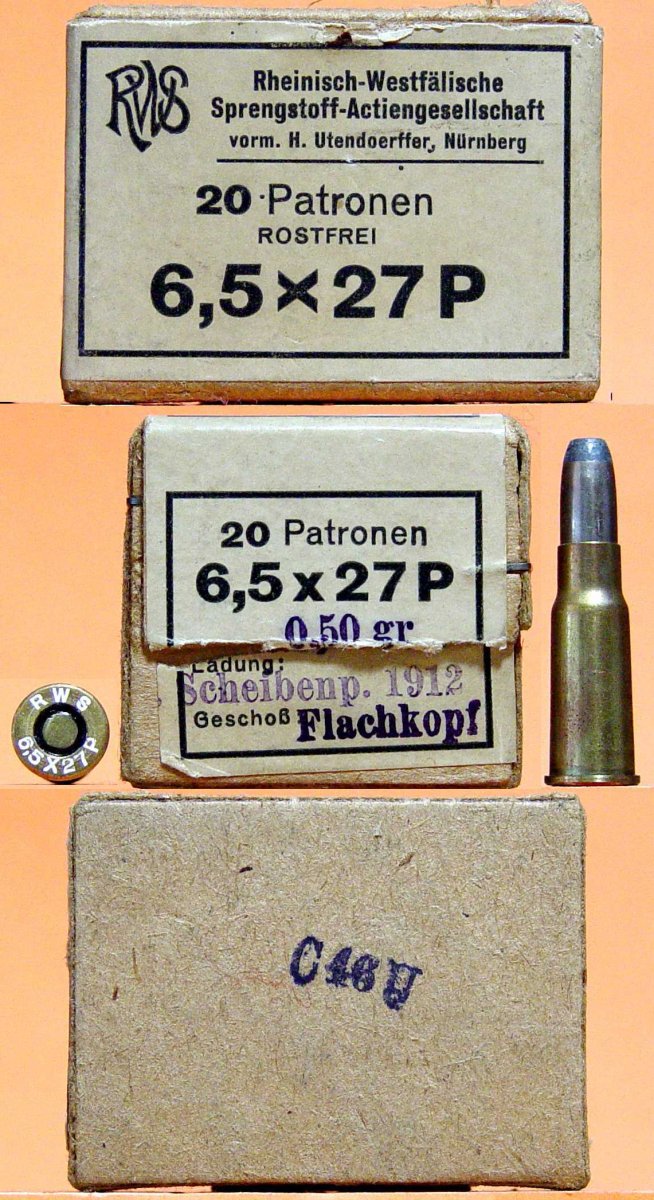 RWS
Rheinisch-Westfälische
Sprengstoff-Actiengesellschaft
vorm. H. Utendoerffer, Nürnberg
20 Patronen
ROSTFREI
6,5×27 P
20 Patronen
6,5 x 27 P
0,50 gr
Ladung:
Scheibenp. 1912
Geschoß Flachkopf
RWS
6,5X27P
C46U